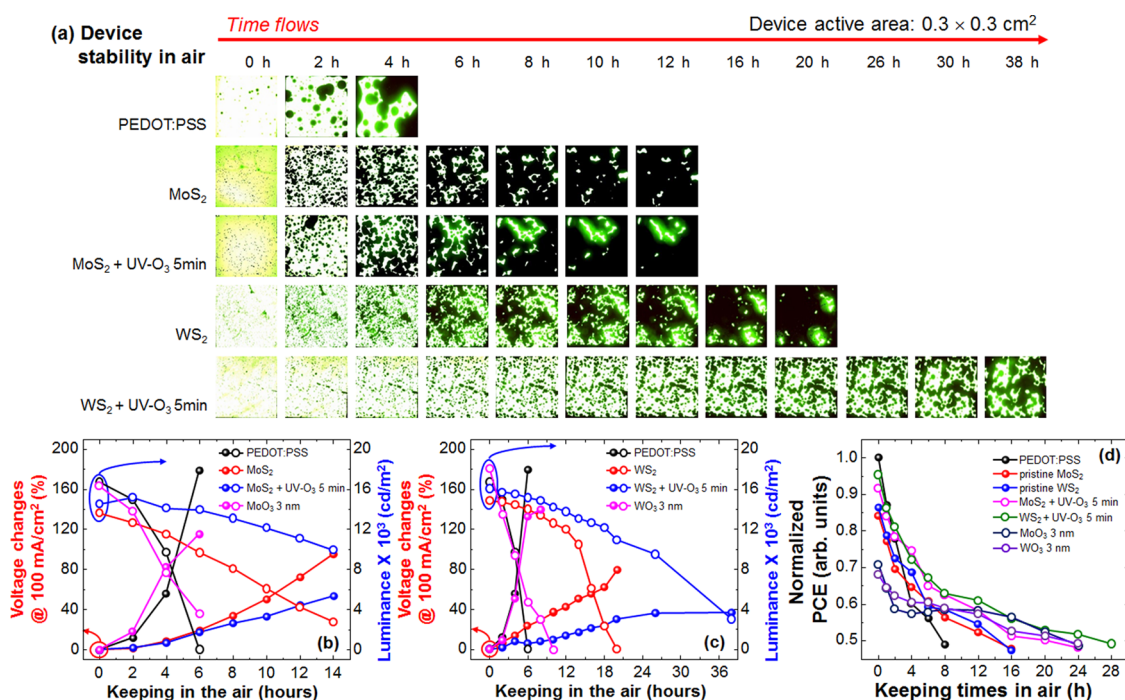 Time flows
Device active area: 0.3 × 0.3 cm²
(a) Device
stability in air
0 h 2 h 4 h 6 h 8 h 10 h 12 h 16 h 20 h 26 h 30 h 38 h
PEDOT:PSS
MoS₂
MoS₂ + UV-O₃ 5min
WS₂
WS₂ + UV-O₃ 5min
200
160
120
80
40
0
Voltage changes
@ 100 mA/cm² (%)
PEDOT:PSS
MoS₂
MoS₂ + UV-O₃ 5 min
MoO₃ 3 nm
(b)
20
16
12
8
4
0
Luminance X 10³ (cd/m²)
0 2 4 6 8 10 12 14
Keeping in the air (hours)
200
160
120
80
40
0
Voltage changes
@ 100 mA/cm² (%)
PEDOT:PSS
WS₂
WS₂ + UV-O₃ 5 min
WO₃ 3 nm
(c)
20
16
12
8
4
0
Luminance X 10³ (cd/m²)
0 6 12 18 24 30 36
Keeping in the air (hours)
1.0
0.9
0.8
0.7
0.6
0.5
Normalized
PCE (arb. units)
(d)
PEDOT:PSS
pristine MoS₂
pristine WS₂
MoS₂ + UV-O₃ 5 min
WS₂ + UV-O₃ 5 min
MoO₃ 3 nm
WO₃ 3 nm
0 4 8 12 16 20 24 28
Keeping times in air (h)